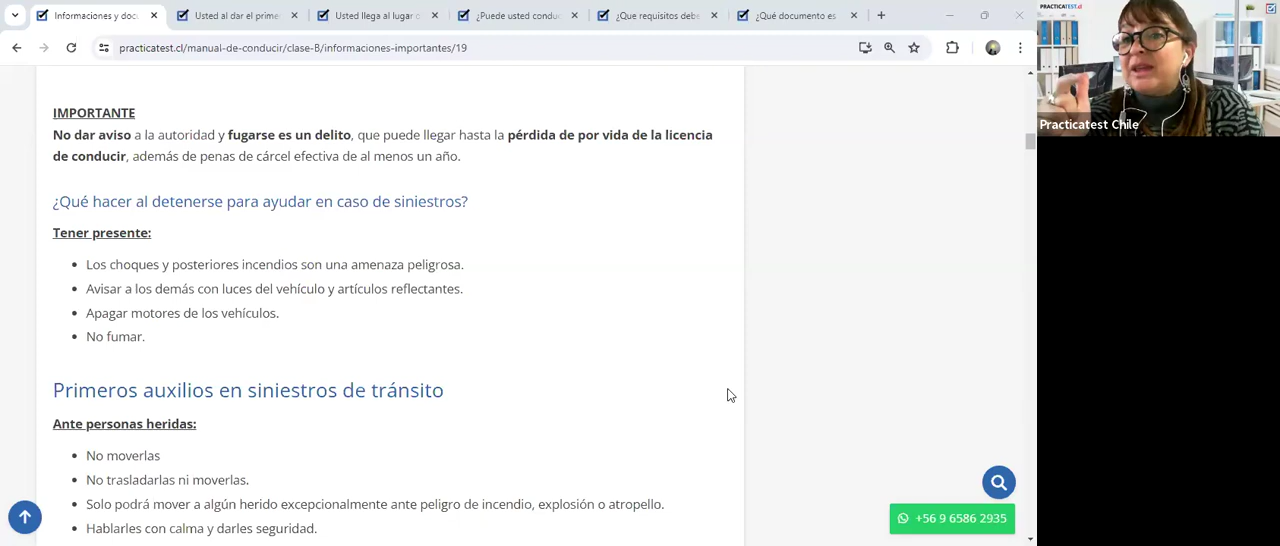 Informaciones y docu
Usted al dar el prime
Usted llega al lugar o
¿Puede usted condu
¿Que requisitos debe
¿Qué documento es
practicatest.cl/manual-de-conducir/clase-B/informaciones-importantes/19
PRACTICATEST.cl
Practicatest Chile
IMPORTANTE
No dar aviso a la autoridad y fugarse es un delito, que puede llegar hasta la pérdida de por vida de la licencia
de conducir, además de penas de cárcel efectiva de al menos un año.
¿Qué hacer al detenerse para ayudar en caso de siniestros?
Tener presente:
• Los choques y posteriores incendios son una amenaza peligrosa.
• Avisar a los demás con luces del vehículo y artículos reflectantes.
• Apagar motores de los vehículos.
• No fumar.
Primeros auxilios en siniestros de tránsito
Ante personas heridas:
• No moverlas
• No trasladarlas ni moverlas.
• Solo podrá mover a algún herido excepcionalmente ante peligro de incendio, explosión o atropello.
• Hablarles con calma y darles seguridad.
+56 9 6586 2935